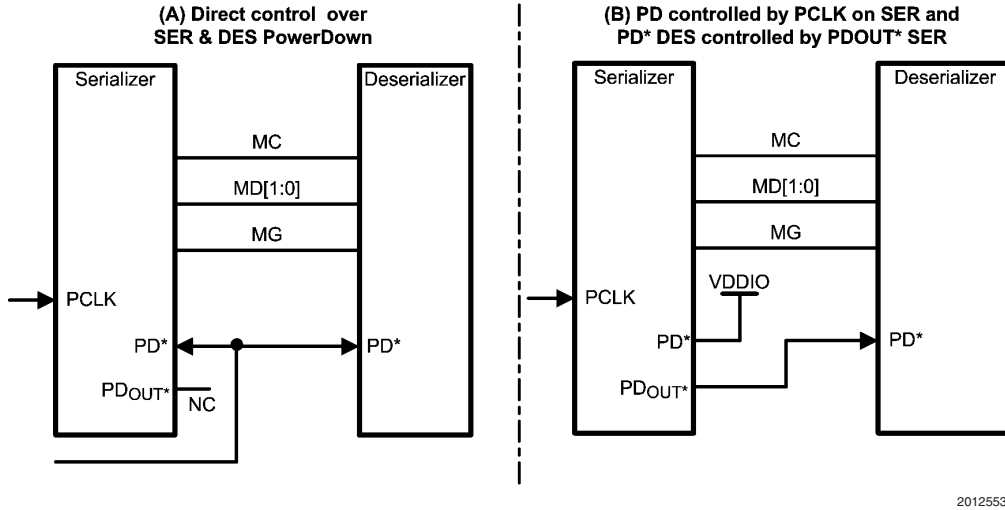 (A) Direct control over
SER & DES PowerDown
Serializer
Deserializer
MC
MD[1:0]
MG
PCLK
PD*
PD*
PDOUT*
NC
(B) PD controlled by PCLK on SER and
PD* DES controlled by PDOUT* SER
Serializer
Deserializer
MC
MD[1:0]
MG
VDDIO
PCLK
PD*
PD*
PDOUT*
2012553